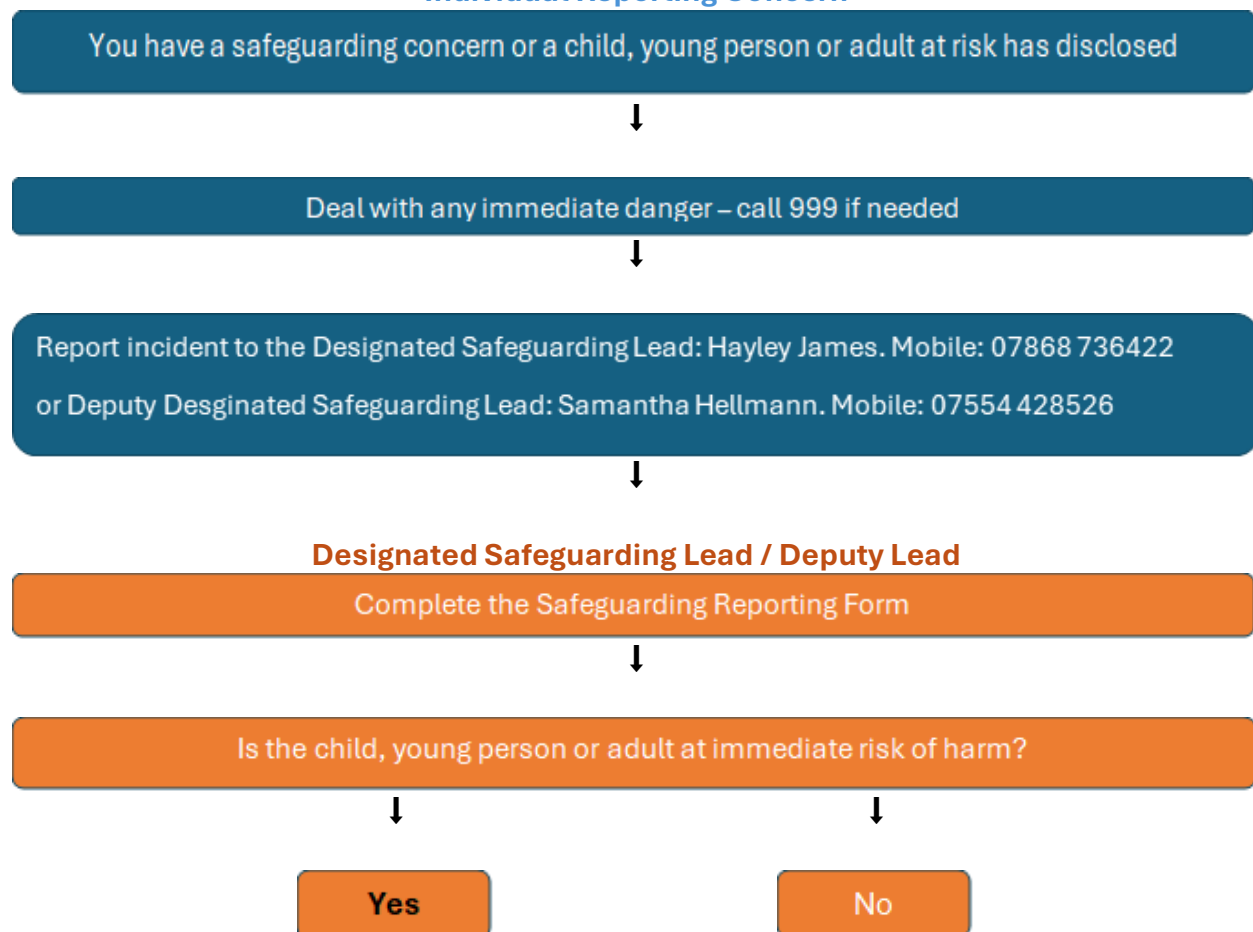 Individual Reporting Concern
You have a safeguarding concern or a child, young person or adult at risk has disclosed
Deal with any immediate danger – call 999 if needed
Report incident to the Designated Safeguarding Lead: Hayley James. Mobile: 07868 736422
or Deputy Desginated Safeguarding Lead: Samantha Hellmann. Mobile: 07554 428526
Designated Safeguarding Lead / Deputy Lead
Complete the Safeguarding Reporting Form
Is the child, young person or adult at immediate risk of harm?
Yes
No